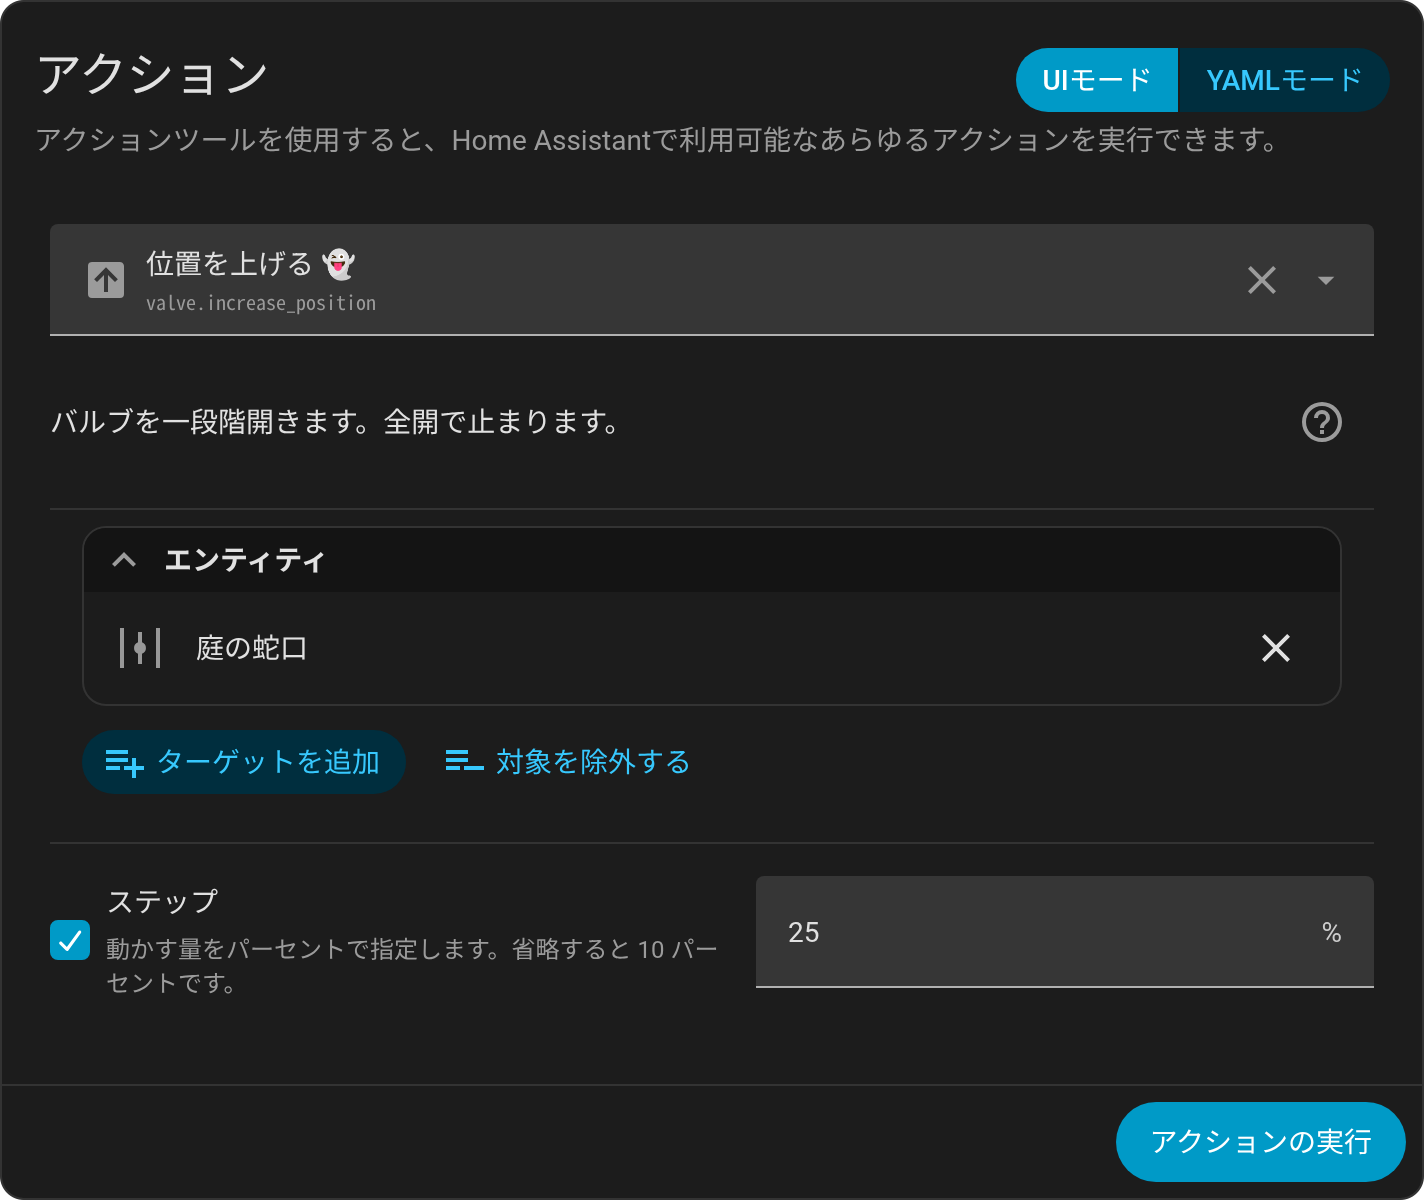 アクション
UIモード
YAMLモード
アクションツールを使用すると、Home Assistantで利用可能なあらゆるアクションを実行できます。
位置を上げる 👻
valve.increase_position
バルブを一段階開きます。全開で止まります。
エンティティ
庭の蛇口
ターゲットを追加
対象を除外する
ステップ
動かす量をパーセントで指定します。省略すると 10 パー
セントです。
25
%
アクションの実行